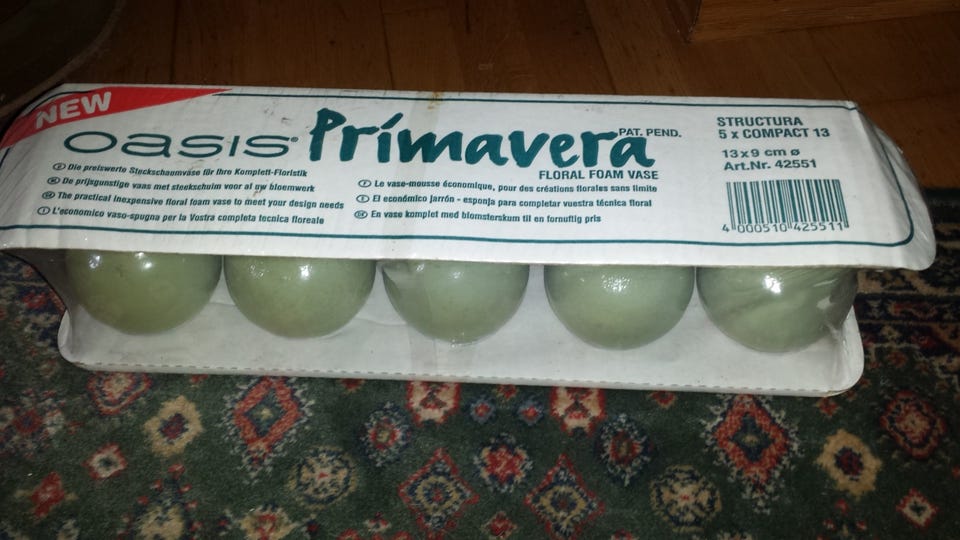 NEW
OASIS® Primavera PAT. PEND.
FLORAL FOAM VASE
Die preiswerte Steckschaumvase für Ihre Komplett-Floristik
De prijsgunstige vaas met steekschuim voor al uw bloemwerk
The practical inexpensive floral foam vase to meet your design needs
L'economico vaso-spugna per la Vostra completa tecnica floreale
Le vase-mousse économique, pour des créations florales sans limite
El económico jarrón - esponja para completar vuestra técnica floral
En vase komplet med blomsterskum til en fornuftig pris
STRUCTURA
5 x COMPACT 13
13 x 9 cm ø
Art.Nr. 42551
4 000510 425511